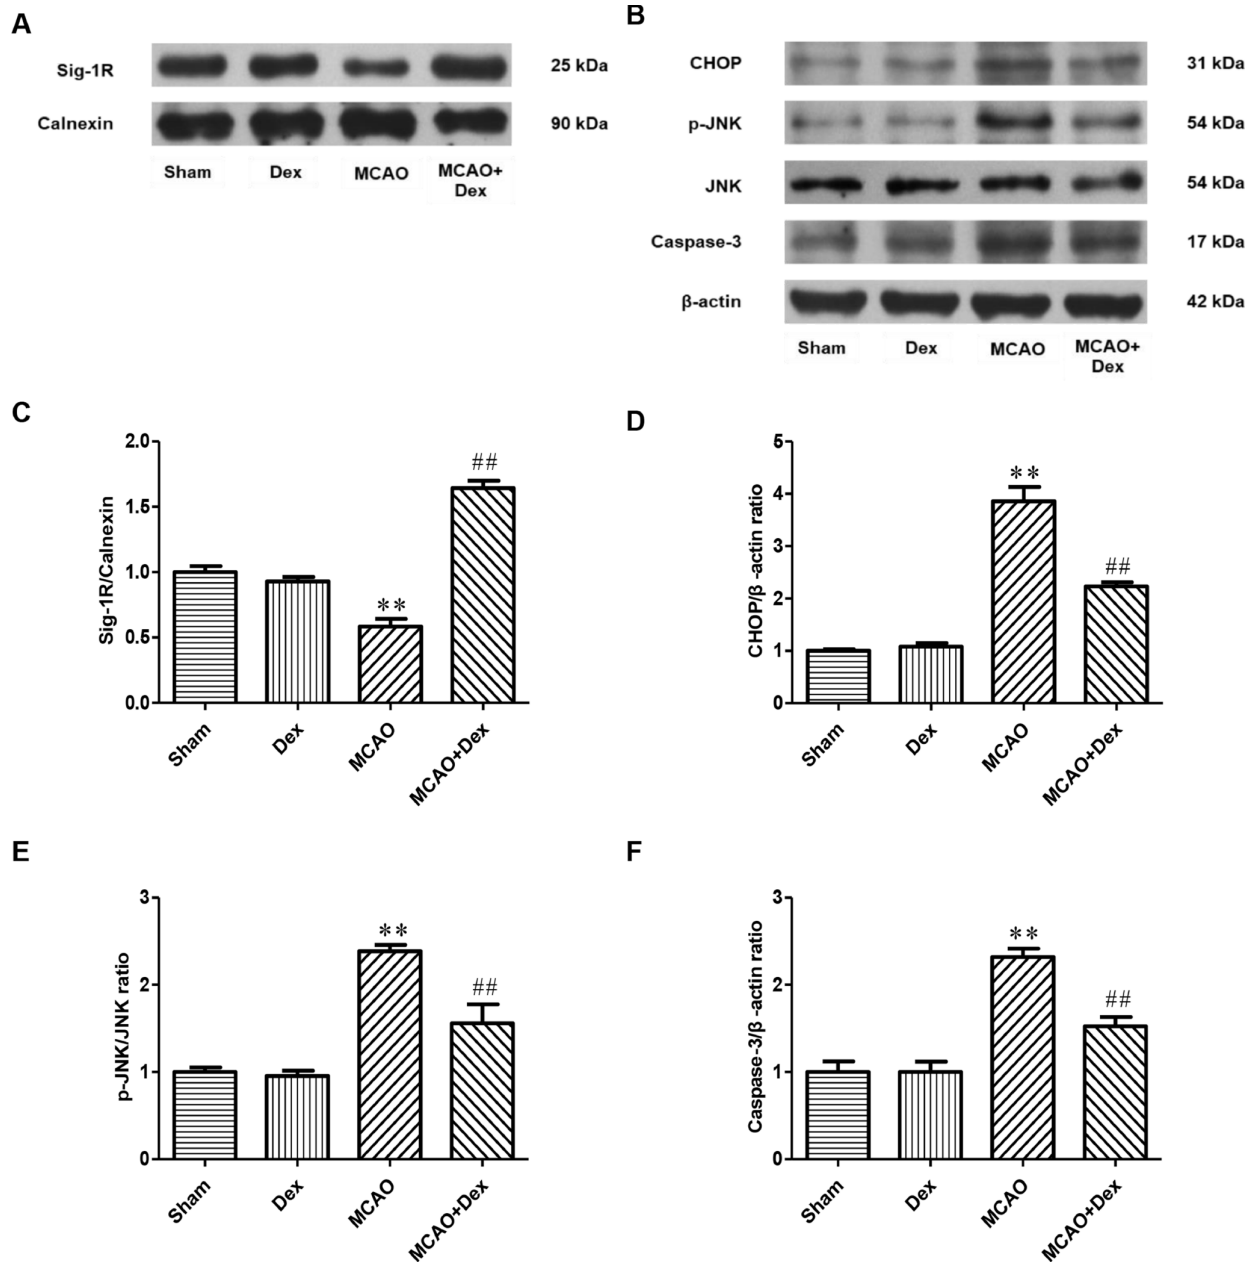 A
Sig-1R
25 kDa
Calnexin
90 kDa
Sham
Dex
MCAO
MCAO+
Dex
B
CHOP
31 kDa
p-JNK
54 kDa
JNK
54 kDa
Caspase-3
17 kDa
β-actin
42 kDa
Sham
Dex
MCAO
MCAO+
Dex
C
Sig-1R/Calnexin
2.0
1.5
1.0
0.5
0.0
**
##
Sham
Dex
MCAO
MCAO+Dex
D
CHOP/β -actin ratio
5
4
3
2
1
0
**
##
Sham
Dex
MCAO
MCAO+Dex
E
p-JNK/JNK ratio
3
2
1
0
**
##
Sham
Dex
MCAO
MCAO+Dex
F
Caspase-3/β -actin ratio
3
2
1
0
**
##
Sham
Dex
MCAO
MCAO+Dex